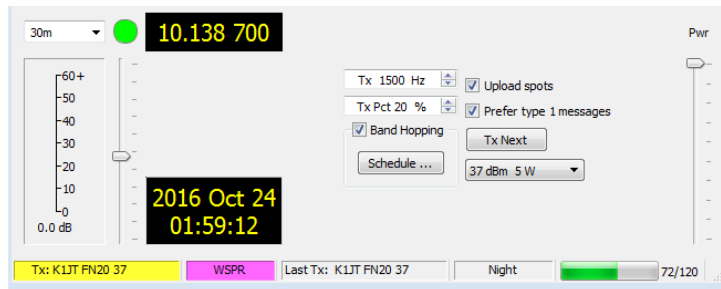 30m
10.138 700
Pwr
60+
50
40
30
20
10
0
0.0 dB
Tx 1500 Hz
Upload spots
Tx Pct 20 %
Prefer type 1 messages
Band Hopping
Tx Next
Schedule ...
37 dBm 5 W
2016 Oct 24
01:59:12
Tx: K1JT FN20 37
WSPR
Last Tx: K1JT FN20 37
Night
72/120